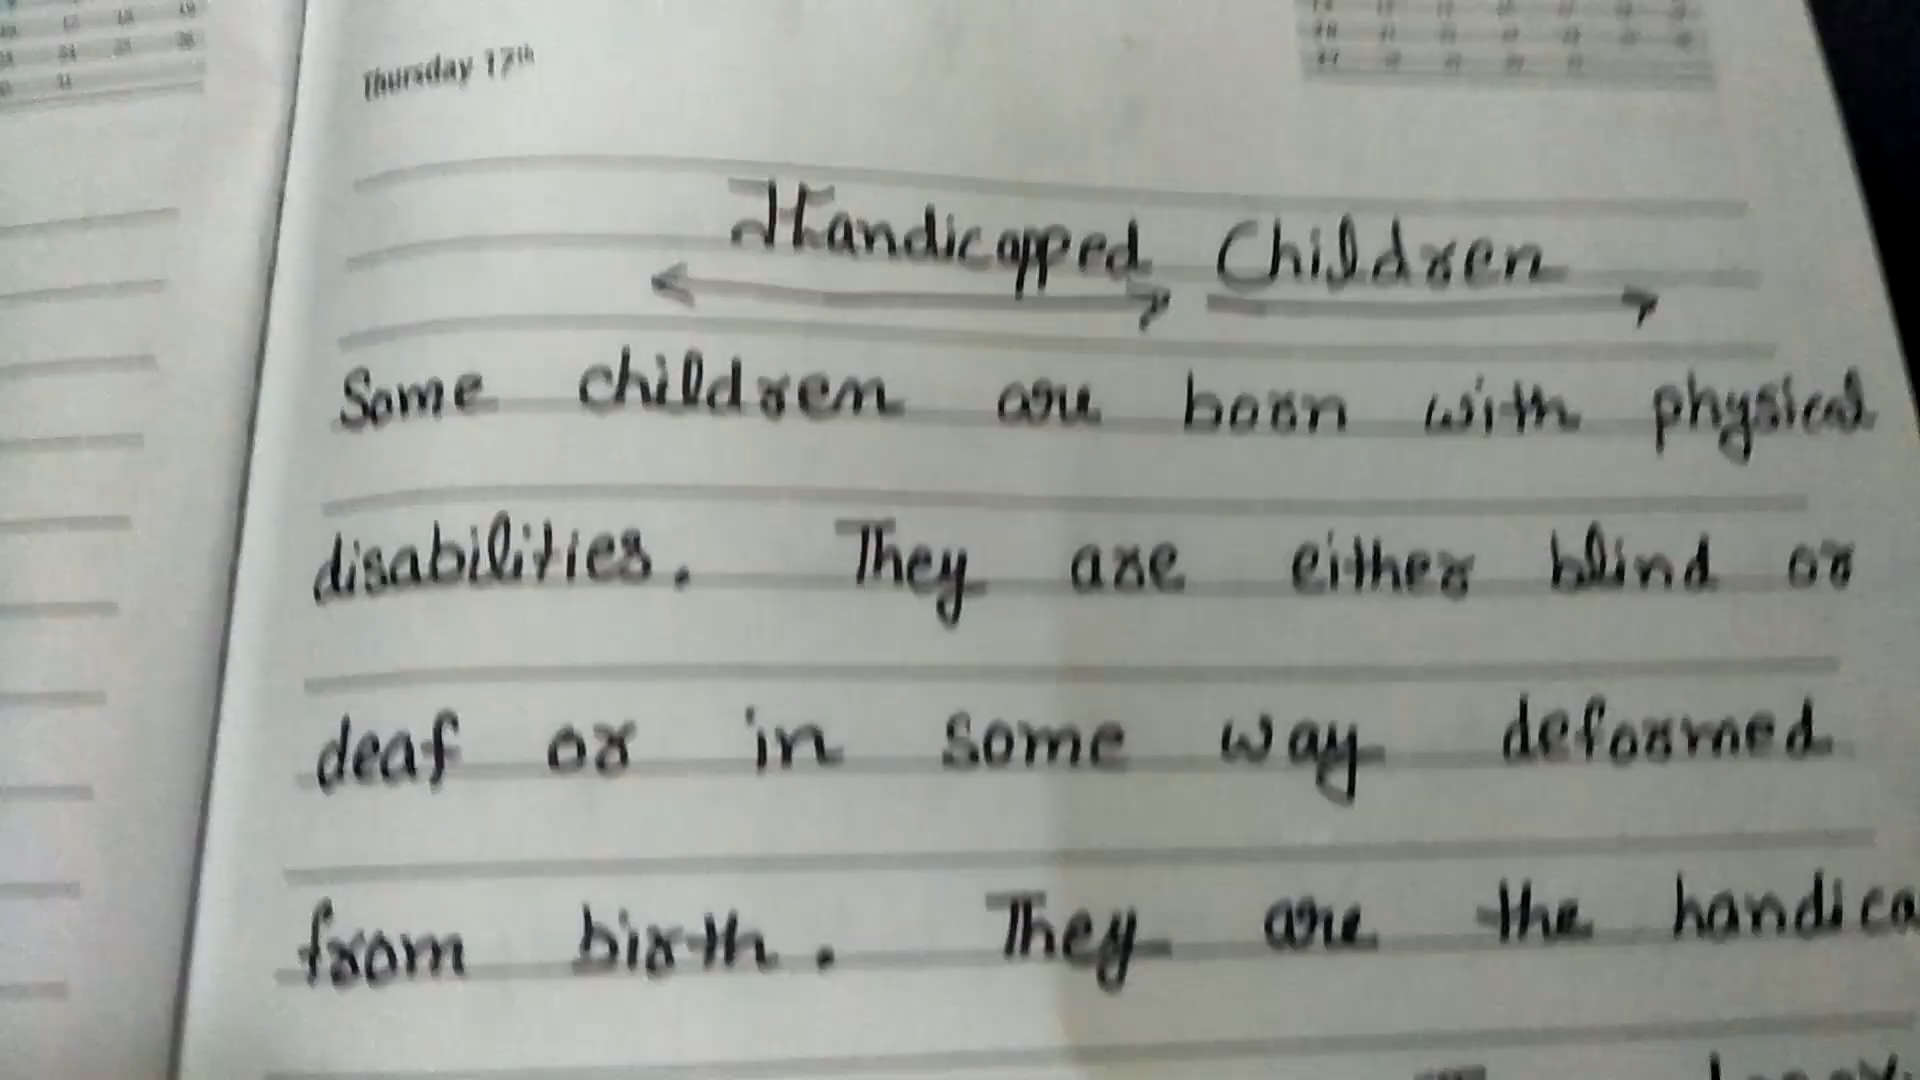 Thursday 17th
Handicapped Children
Some children are born with physical
disabilities. They are either blind or
deaf or in some way deformed
from birth. They are the handica